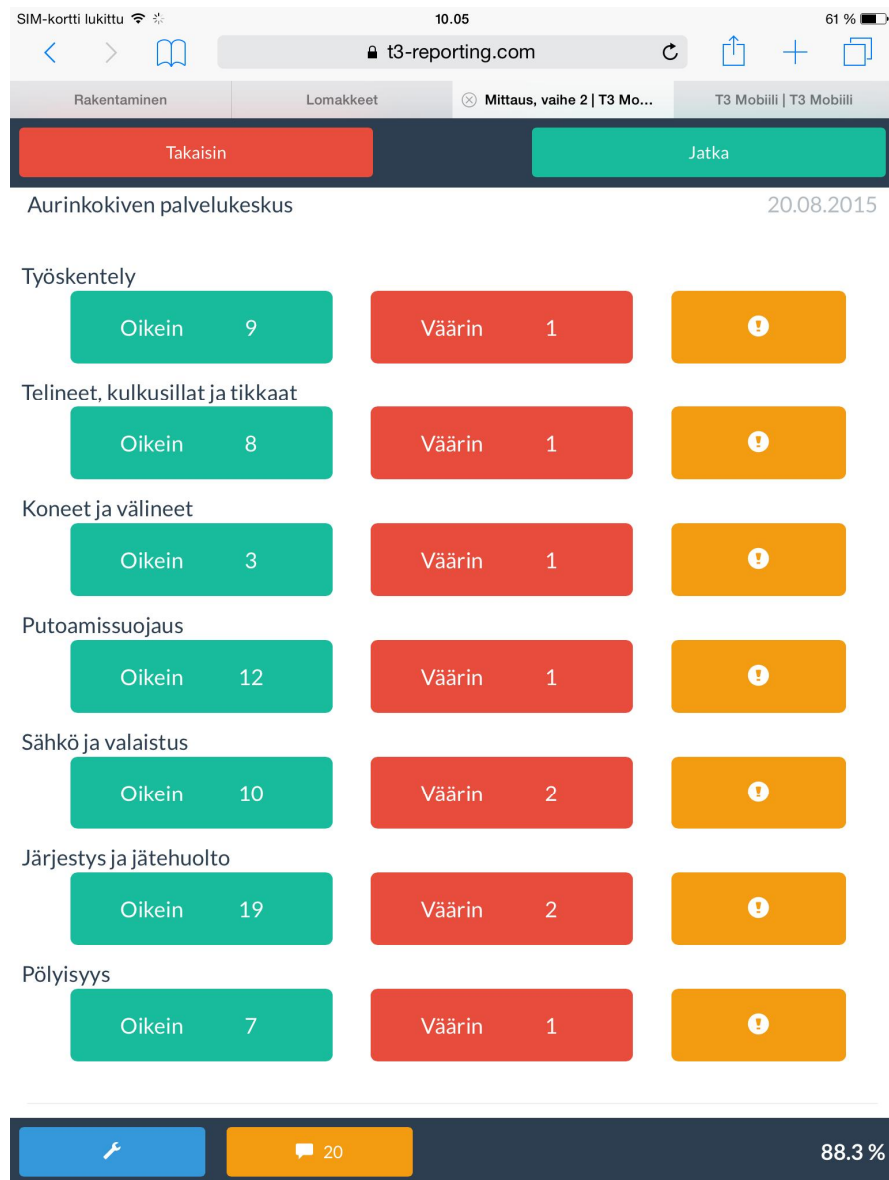 SIM-kortti lukittu 10.05 61 %
t3-reporting.com
Rakentaminen Lomakkeet Mittaus, vaihe 2 | T3 Mo... T3 Mobiili | T3 Mobiili
Takaisin Jatka
Aurinkokiven palvelukeskus 20.08.2015
Työskentely
Oikein 9 Väärin 1
Telineet, kulkusillat ja tikkaat
Oikein 8 Väärin 1
Koneet ja välineet
Oikein 3 Väärin 1
Putoamissuojaus
Oikein 12 Väärin 1
Sähkö ja valaistus
Oikein 10 Väärin 2
Järjestys ja jätehuolto
Oikein 19 Väärin 2
Pölyisyys
Oikein 7 Väärin 1
20 88.3 %